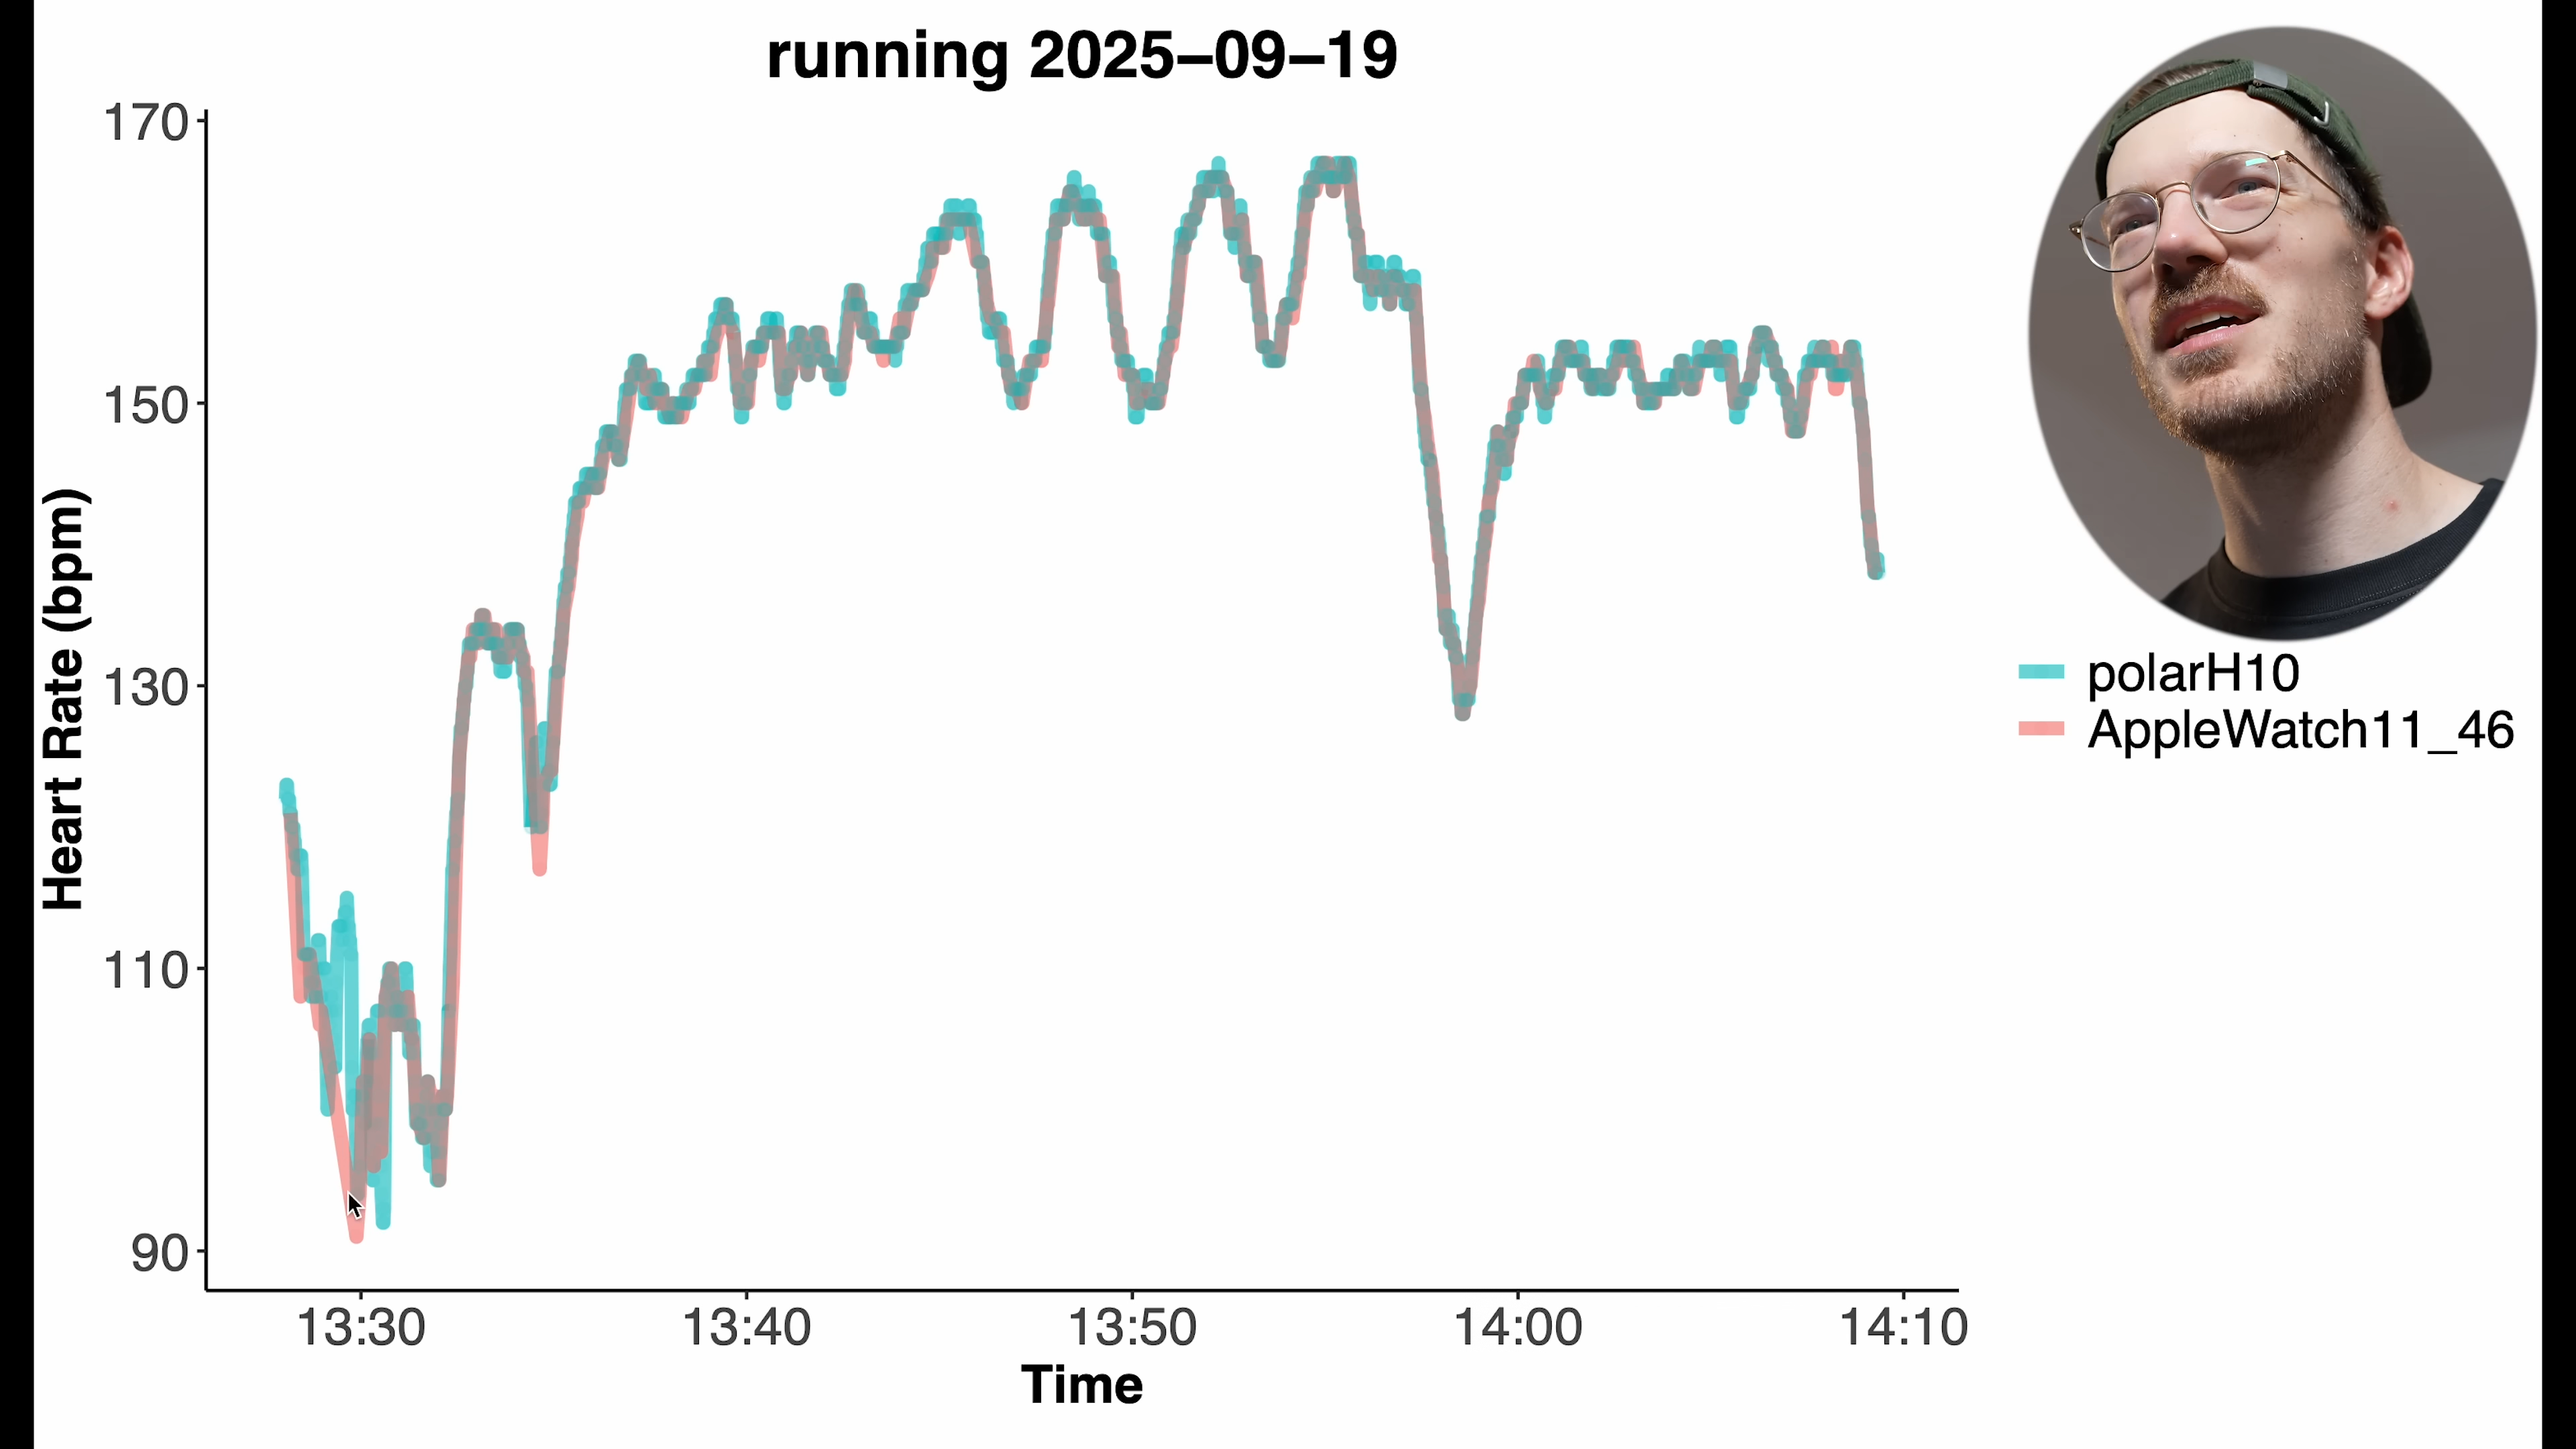 running 2025–09–19
170
150
130
110
90
Heart Rate (bpm)
13:30
13:40
13:50
14:00
14:10
Time
polarH10
AppleWatch11_46